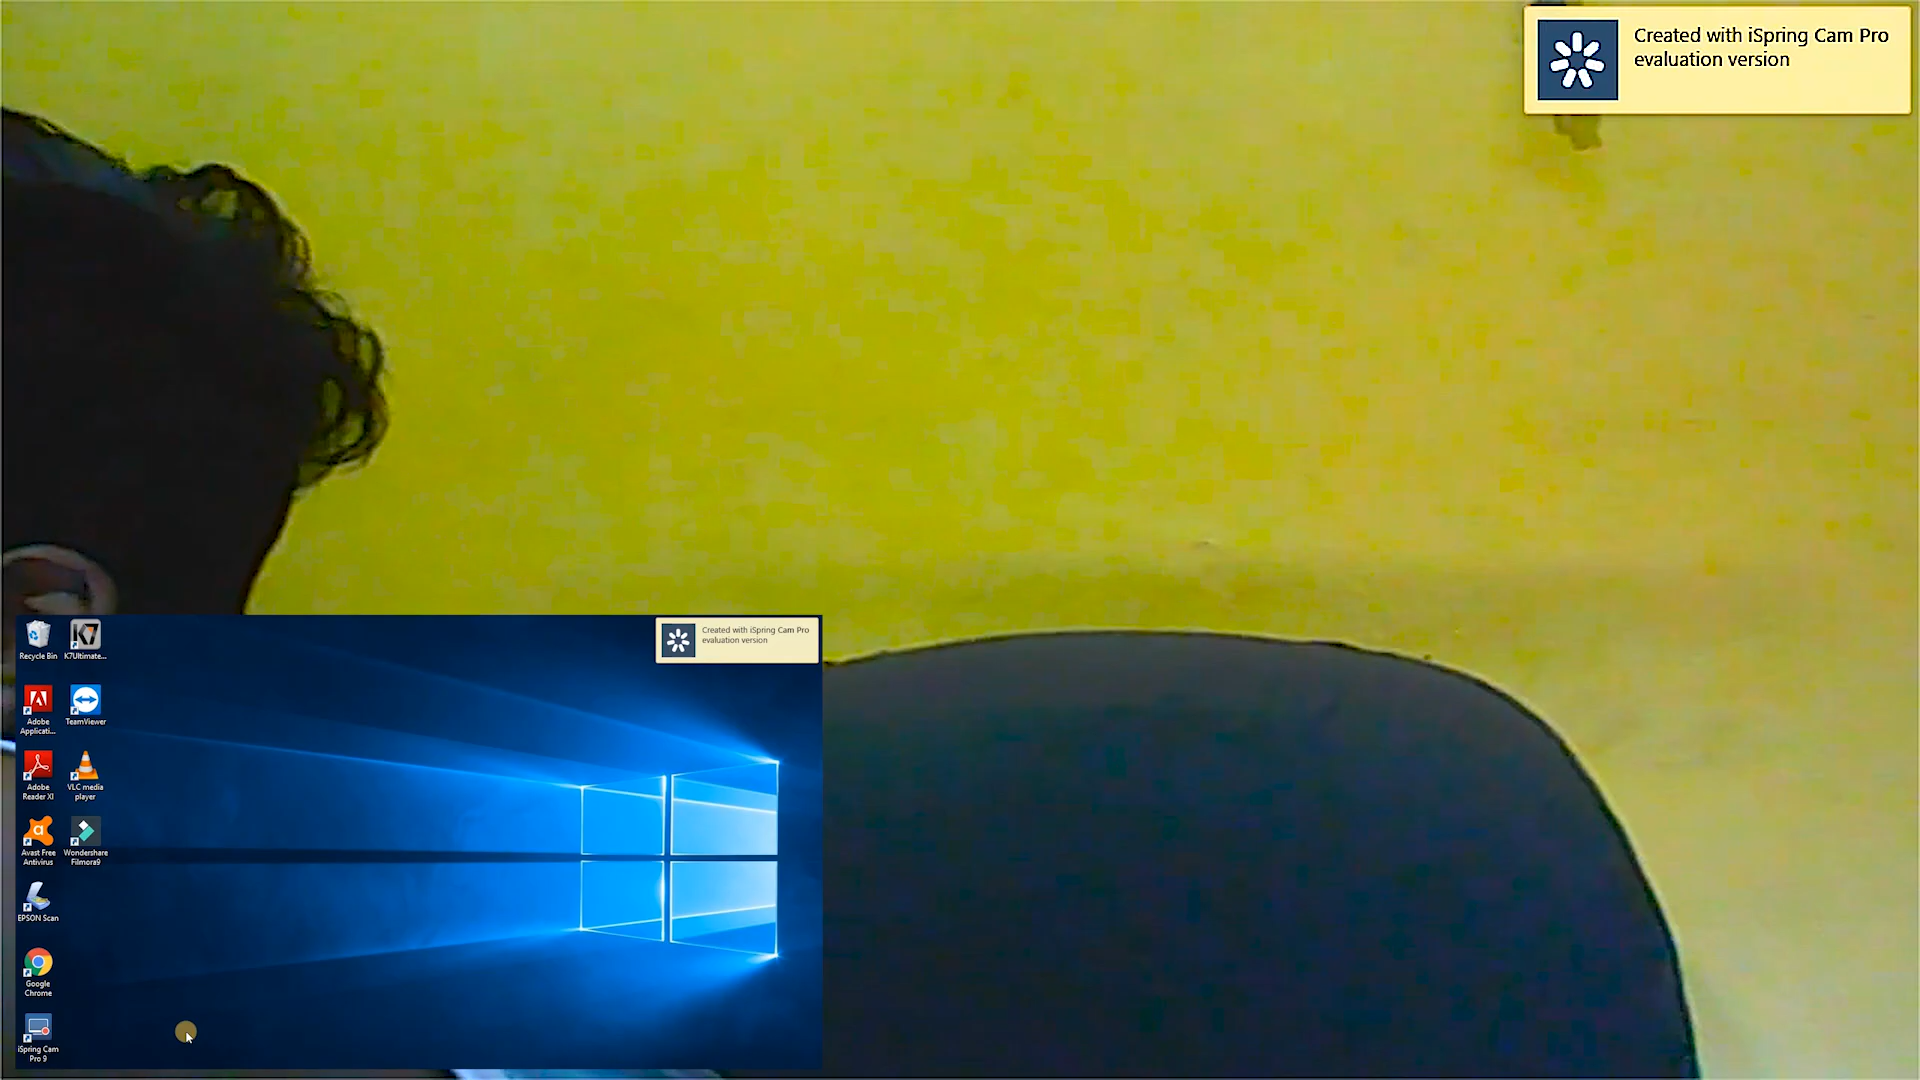 Created with iSpring Cam Pro
evaluation version
Created with iSpring Cam Pro
evaluation version
Recycle Bin
K7Ultimate...
Adobe
Applicati...
TeamViewer
Adobe
Reader XI
VLC media
player
Avast Free
Antivirus
Wondershare
Filmora9
EPSON Scan
Google
Chrome
iSpring Cam
Pro 9